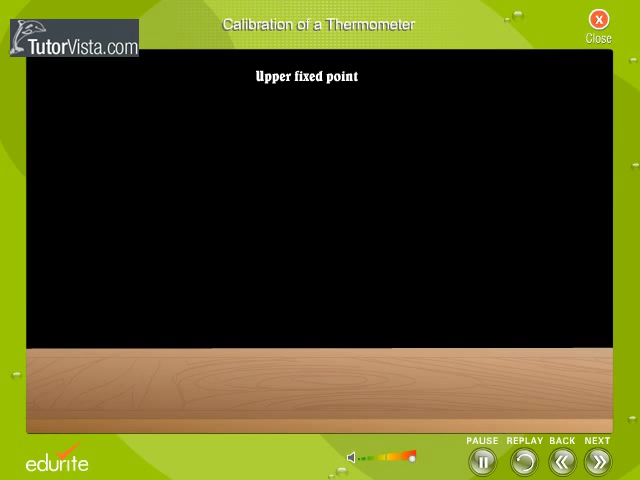 Calibration of a Thermometer
X
Close
TutorVista.com
Upper fixed point
PAUSE REPLAY BACK NEXT
edurite